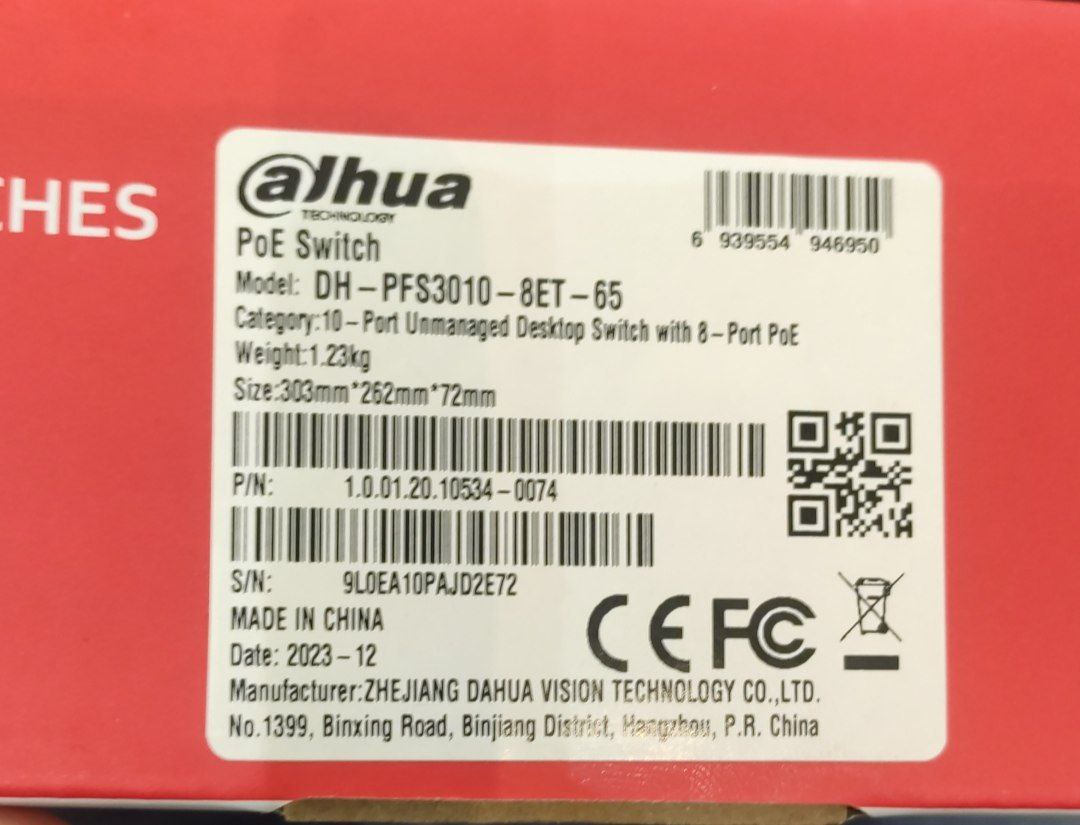 CHES
alhua
TECHNOLOGY
6 939554 946950
PoE Switch
Model: DH-PFS3010-8ET-65
Category:10-Port Unmanaged Desktop Switch with 8-Port PoE
Weight:1.23kg
Size:303mm*262mm*72mm
P/N: 1.0.01.20.10534-0074
S/N: 9L0EA10PAJD2E72
MADE IN CHINA
Date: 2023-12
CE FC
Manufacturer:ZHEJIANG DAHUA VISION TECHNOLOGY CO.,LTD.
No.1399, Binxing Road, Binjiang District, Hangzhou, P.R. China